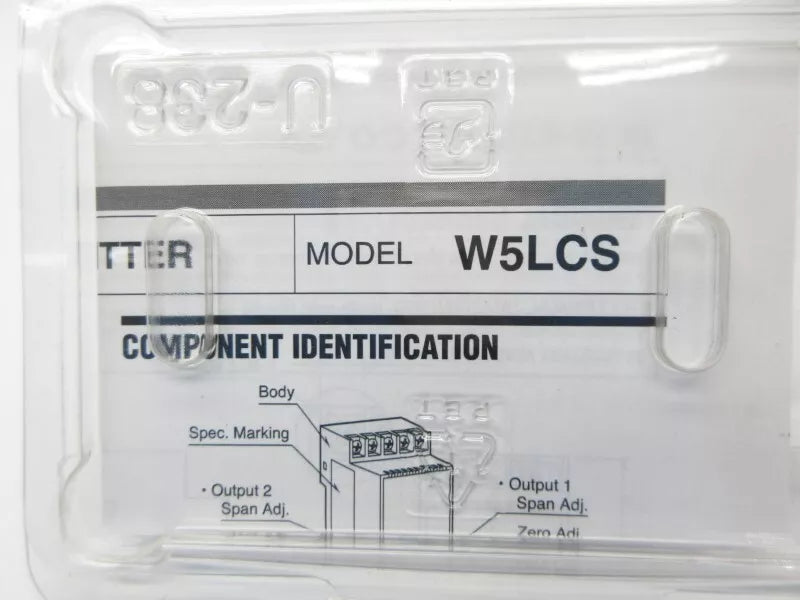 U-238
PET
ITTER MODEL W5LCS
COMPONENT IDENTIFICATION
Body
PET
Spec. Marking
• Output 2
Span Adj.
• Output 1
Span Adj.
Zero Adj.